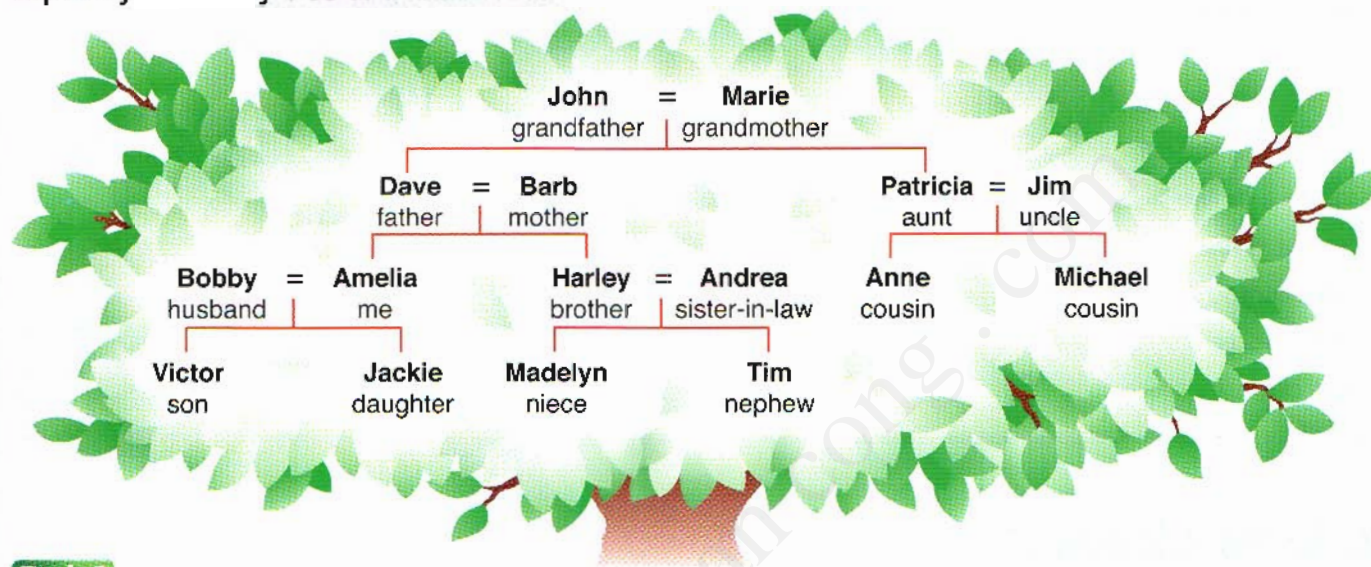 John = Marie
grandfather grandmother
Dave = Barb Patricia = Jim
father mother aunt uncle
Bobby = Amelia Harley = Andrea Anne Michael
husband me brother sister-in-law cousin cousin
Victor Jackie Madelyn Tim
son daughter niece nephew